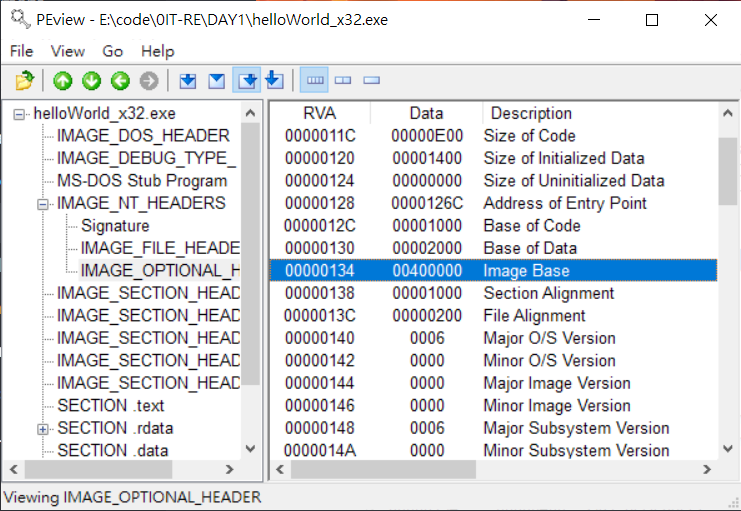 PEview - E:\code\0IT-RE\DAY1\helloWorld_x32.exe
File View Go Help
helloWorld_x32.exe
IMAGE_DOS_HEADER
IMAGE_DEBUG_TYPE_
MS-DOS Stub Program
IMAGE_NT_HEADERS
Signature
IMAGE_FILE_HEADE
IMAGE_OPTIONAL_H
IMAGE_SECTION_HEAD
IMAGE_SECTION_HEAD
IMAGE_SECTION_HEAD
IMAGE_SECTION_HEAD
IMAGE_SECTION_HEAD
SECTION .text
SECTION .rdata
SECTION .data
RVA Data Description
0000011C 00000E00 Size of Code
00000120 00001400 Size of Initialized Data
00000124 00000000 Size of Uninitialized Data
00000128 0000126C Address of Entry Point
0000012C 00001000 Base of Code
00000130 00002000 Base of Data
00000134 00400000 Image Base
00000138 00001000 Section Alignment
0000013C 00000200 File Alignment
00000140 0006 Major O/S Version
00000142 0000 Minor O/S Version
00000144 0000 Major Image Version
00000146 0000 Minor Image Version
00000148 0006 Major Subsystem Version
0000014A 0000 Minor Subsystem Version
Viewing IMAGE_OPTIONAL_HEADER